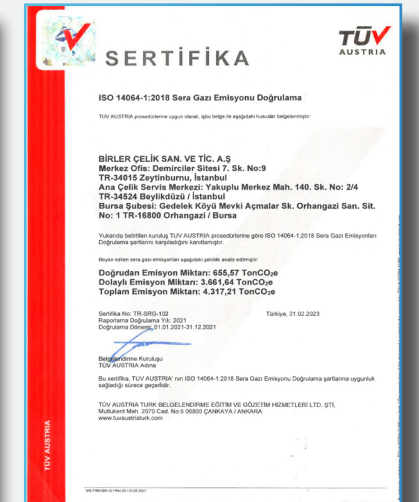 TÜV
AUSTRIA
SERTİFİKA
ISO 14064-1:2018 Sera Gazı Emisyonu Doğrulama
TÜV AUSTRIA prosedürlerine uygun olarak, işbu belge ile aşağıdaki hususlar belgelenmiştir.
BİRLER ÇELİK SAN. VE TİC. A.Ş
Merkez Ofis: Demirciler Sitesi 7. Sk. No:9
TR-34015 Zeytinburnu, İstanbul
Ana Çelik Servis Merkezi: Yakuplu Merkez Mah. 140. Sk. No: 2/4
TR-34524 Beylikdüzü / İstanbul
Bursa Şubesi: Gedelek Köyü Mevki Açmalar Sk. Orhangazi San. Sit.
No: 1 TR-16800 Orhangazi / Bursa
Yukarıda belirtilen kuruluş TÜV AUSTRIA prosedürlerine göre ISO 14064-1:2018 Sera Gazı Emisyonları
Doğrulama şartlarını karşıladığını kanıtlamıştır.
Beyan edilen sera gazı emisyonları aşağıdaki şekilde analiz edilmiştir:
Doğrudan Emisyon Miktarı: 655,57 TonCO₂e
Dolaylı Emisyon Miktarı: 3.661,64 TonCO₂e
Toplam Emisyon Miktarı: 4.317,21 TonCO₂e
Sertifika No: TR-SRG-102
Türkiye, 21.02.2023
Raporlama Doğrulama Yılı: 2021
Doğrulama Dönemi: 01.01.2021-31.12.2021
Belgelendirme Kuruluşu
TÜV AUSTRIA Adına
Bu sertifika, TÜV AUSTRIA' nın ISO 14064-1:2018 Sera Gazı Emisyonu Doğrulama şartlarına uygunluk
sağladığı sürece geçerlidir.
TÜV AUSTRIA TURK BELGELENDİRME EĞİTİM VE GÖZETİM HİZMETLERİ LTD. ŞTİ,
Mutlukent Mah. 2070 Cad. No:5 06800 ÇANKAYA / ANKARA
www.tuvaustriaturk.com
TÜV AUSTRIA